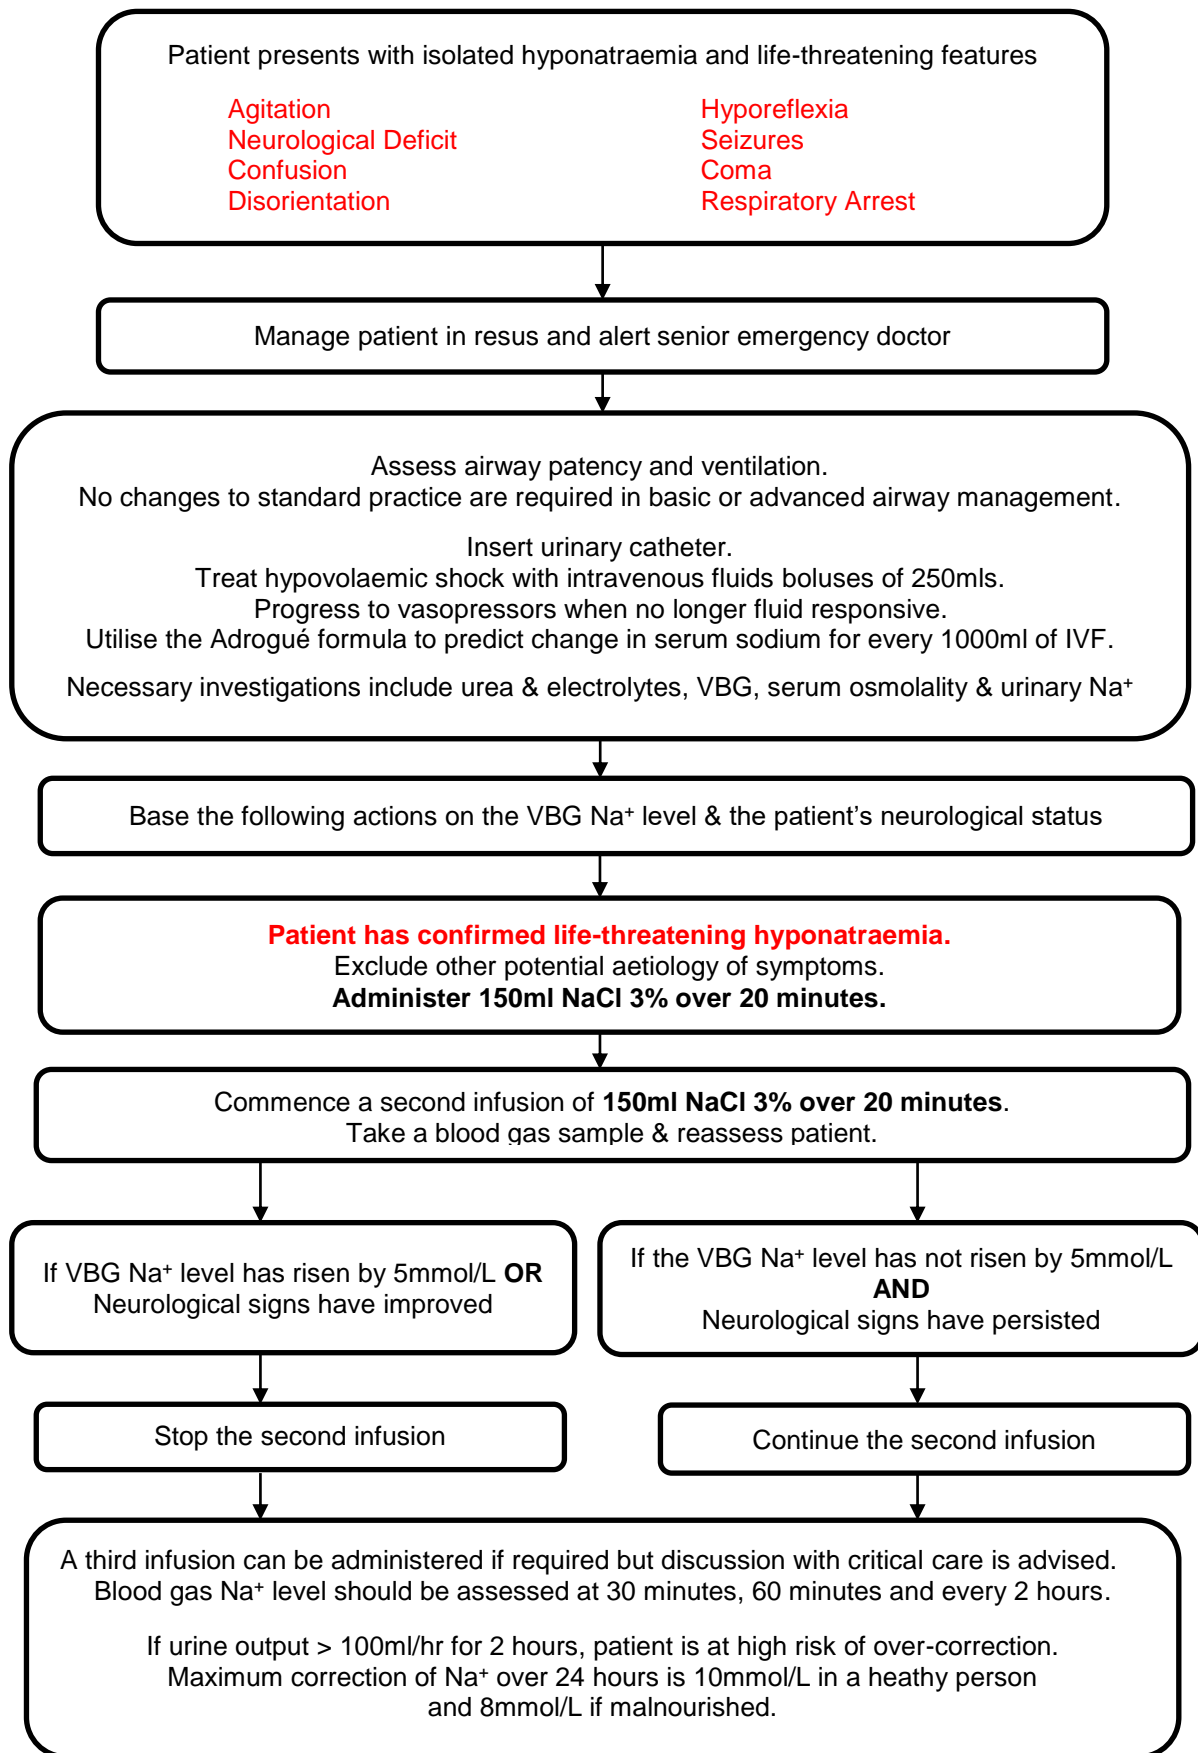 Patient presents with isolated hyponatraemia and life-threatening features
Agitation
Neurological Deficit
Confusion
Disorientation
Hyporeflexia
Seizures
Coma
Respiratory Arrest
Manage patient in resus and alert senior emergency doctor
Assess airway patency and ventilation.
No changes to standard practice are required in basic or advanced airway management.
Insert urinary catheter.
Treat hypovolaemic shock with intravenous fluids boluses of 250mls.
Progress to vasopressors when no longer fluid responsive.
Utilise the Adrogué formula to predict change in serum sodium for every 1000ml of IVF.
Necessary investigations include urea & electrolytes, VBG, serum osmolality & urinary Na⁺
Base the following actions on the VBG Na⁺ level & the patient’s neurological status
Patient has confirmed life-threatening hyponatraemia.
Exclude other potential aetiology of symptoms.
Administer 150ml NaCl 3% over 20 minutes.
Commence a second infusion of 150ml NaCl 3% over 20 minutes.
Take a blood gas sample & reassess patient.
If VBG Na⁺ level has risen by 5mmol/L OR
Neurological signs have improved
If the VBG Na⁺ level has not risen by 5mmol/L
AND
Neurological signs have persisted
Stop the second infusion
Continue the second infusion
A third infusion can be administered if required but discussion with critical care is advised.
Blood gas Na⁺ level should be assessed at 30 minutes, 60 minutes and every 2 hours.
If urine output > 100ml/hr for 2 hours, patient is at high risk of over-correction.
Maximum correction of Na⁺ over 24 hours is 10mmol/L in a heathy person
and 8mmol/L if malnourished.